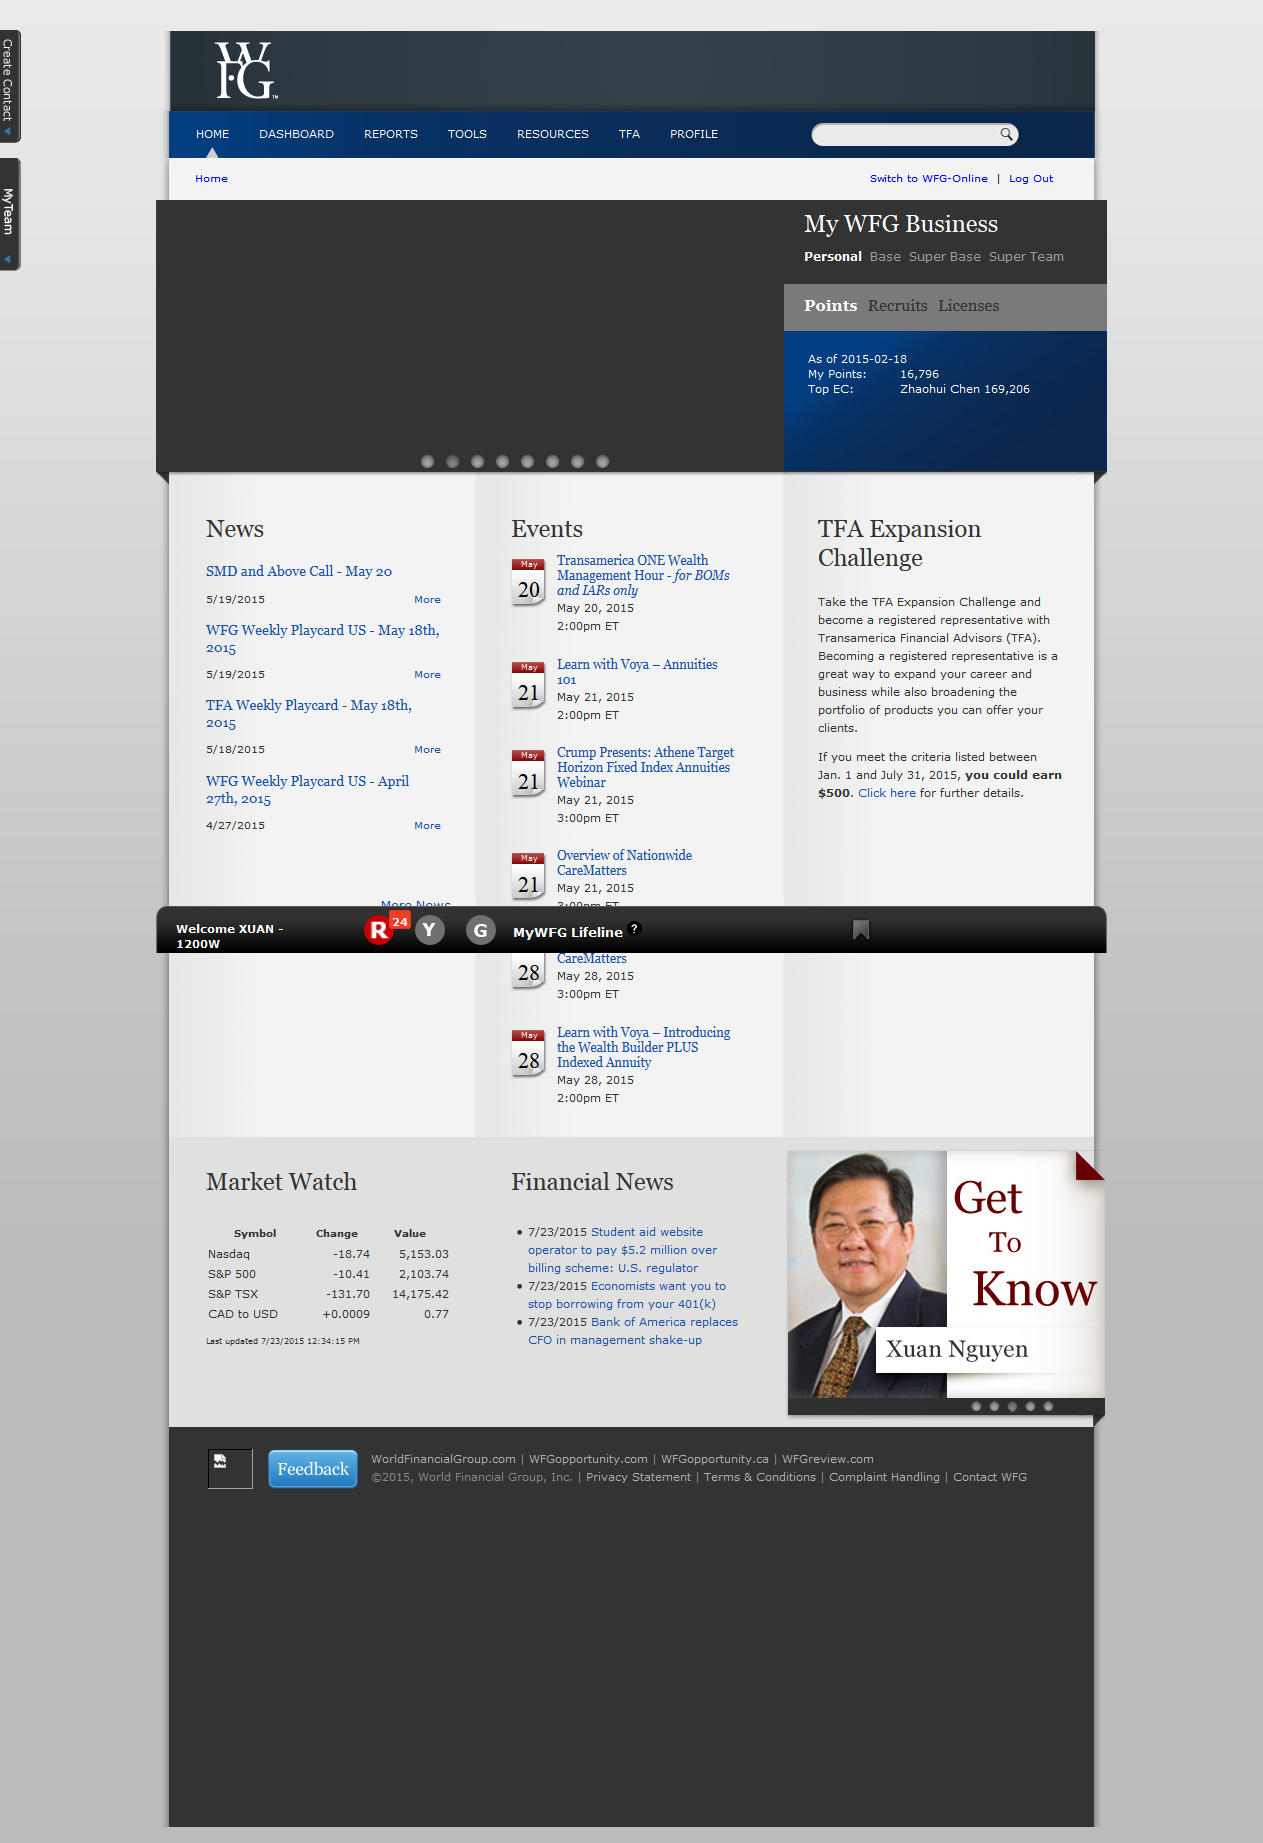 Create Contact
MyTeam
WFG™
HOME DASHBOARD REPORTS TOOLS RESOURCES TFA PROFILE
Home
Switch to WFG-Online | Log Out
My WFG Business
Personal Base Super Base Super Team
Points Recruits Licenses
As of 2015-02-18
My Points: 16,796
Top EC: Zhaohui Chen 169,206
News
SMD and Above Call - May 20
5/19/2015 More
WFG Weekly Playcard US - May 18th,
2015
5/19/2015 More
TFA Weekly Playcard - May 18th,
2015
5/18/2015 More
WFG Weekly Playcard US - April
27th, 2015
4/27/2015 More
More News
Events
May
20
Transamerica ONE Wealth
Management Hour - for BOMs
and IARs only
May 20, 2015
2:00pm ET
May
21
Learn with Voya – Annuities
101
May 21, 2015
2:00pm ET
May
21
Crump Presents: Athene Target
Horizon Fixed Index Annuities
Webinar
May 21, 2015
3:00pm ET
May
21
Overview of Nationwide
CareMatters
May 21, 2015
3:00pm ET
28
CareMatters
May 28, 2015
3:00pm ET
May
28
Learn with Voya – Introducing
the Wealth Builder PLUS
Indexed Annuity
May 28, 2015
2:00pm ET
TFA Expansion
Challenge
Take the TFA Expansion Challenge and
become a registered representative with
Transamerica Financial Advisors (TFA).
Becoming a registered representative is a
great way to expand your career and
business while also broadening the
portfolio of products you can offer your
clients.
If you meet the criteria listed between
Jan. 1 and July 31, 2015, you could earn
$500. Click here for further details.
Welcome XUAN -
1200W
R 24 Y G MyWFG Lifeline ?
Market Watch
Symbol Change Value
Nasdaq -18.74 5,153.03
S&P 500 -10.41 2,103.74
S&P TSX -131.70 14,175.42
CAD to USD +0.0009 0.77
Last updated 7/23/2015 12:34:15 PM
Financial News
• 7/23/2015 Student aid website
operator to pay $5.2 million over
billing scheme: U.S. regulator
• 7/23/2015 Economists want you to
stop borrowing from your 401(k)
• 7/23/2015 Bank of America replaces
CFO in management shake-up
Get
To
Know
Xuan Nguyen
Feedback
WorldFinancialGroup.com | WFGopportunity.com | WFGopportunity.ca | WFGreview.com
©2015, World Financial Group, Inc. | Privacy Statement | Terms & Conditions | Complaint Handling | Contact WFG